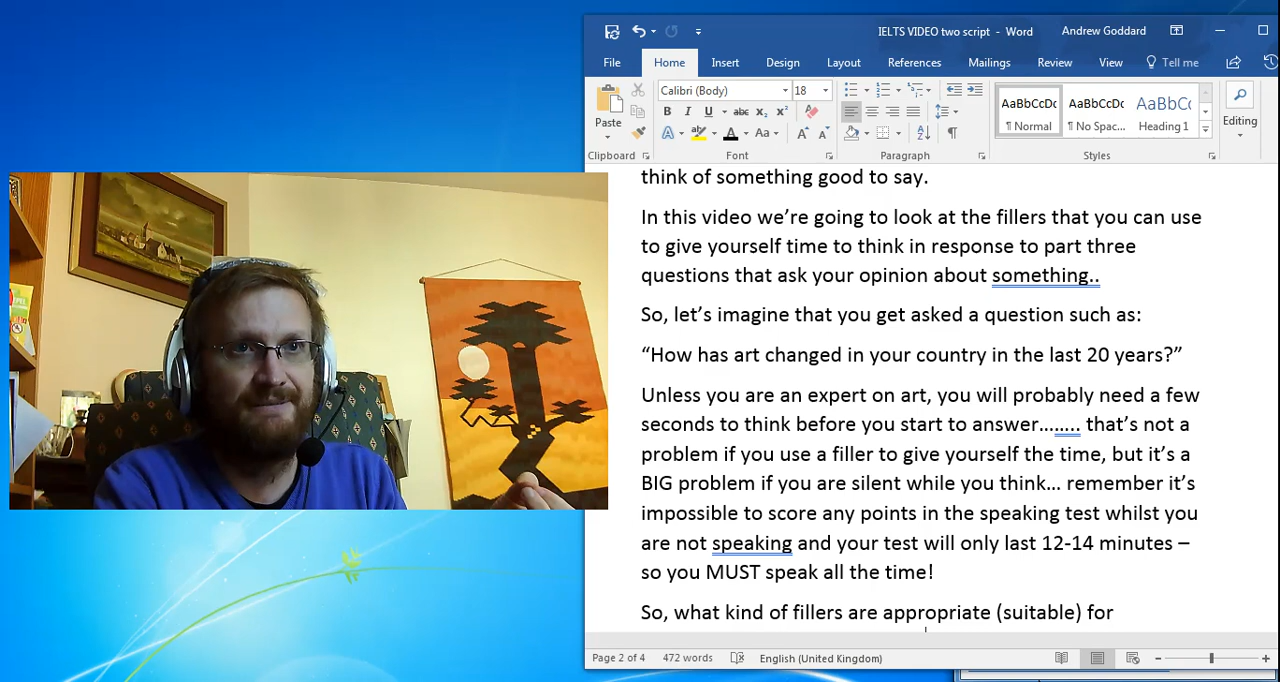 IELTS VIDEO two script - Word
Andrew Goddard
File Home Insert Design Layout References Mailings Review View Tell me
Paste
Calibri (Body) 18
B I U abc x₂ x²
A ab A Aa A A
AaBbCcDc AaBbCcDc AaBbC(
¶ Normal ¶ No Spac... Heading 1
Editing
Clipboard Font Paragraph Styles
think of something good to say.
In this video we’re going to look at the fillers that you can use
to give yourself time to think in response to part three
questions that ask your opinion about something..
So, let’s imagine that you get asked a question such as:
“How has art changed in your country in the last 20 years?”
Unless you are an expert on art, you will probably need a few
seconds to think before you start to answer…….. that’s not a
problem if you use a filler to give yourself the time, but it’s a
BIG problem if you are silent while you think… remember it’s
impossible to score any points in the speaking test whilst you
are not speaking and your test will only last 12-14 minutes –
so you MUST speak all the time!
So, what kind of fillers are appropriate (suitable) for
Page 2 of 4 472 words English (United Kingdom)